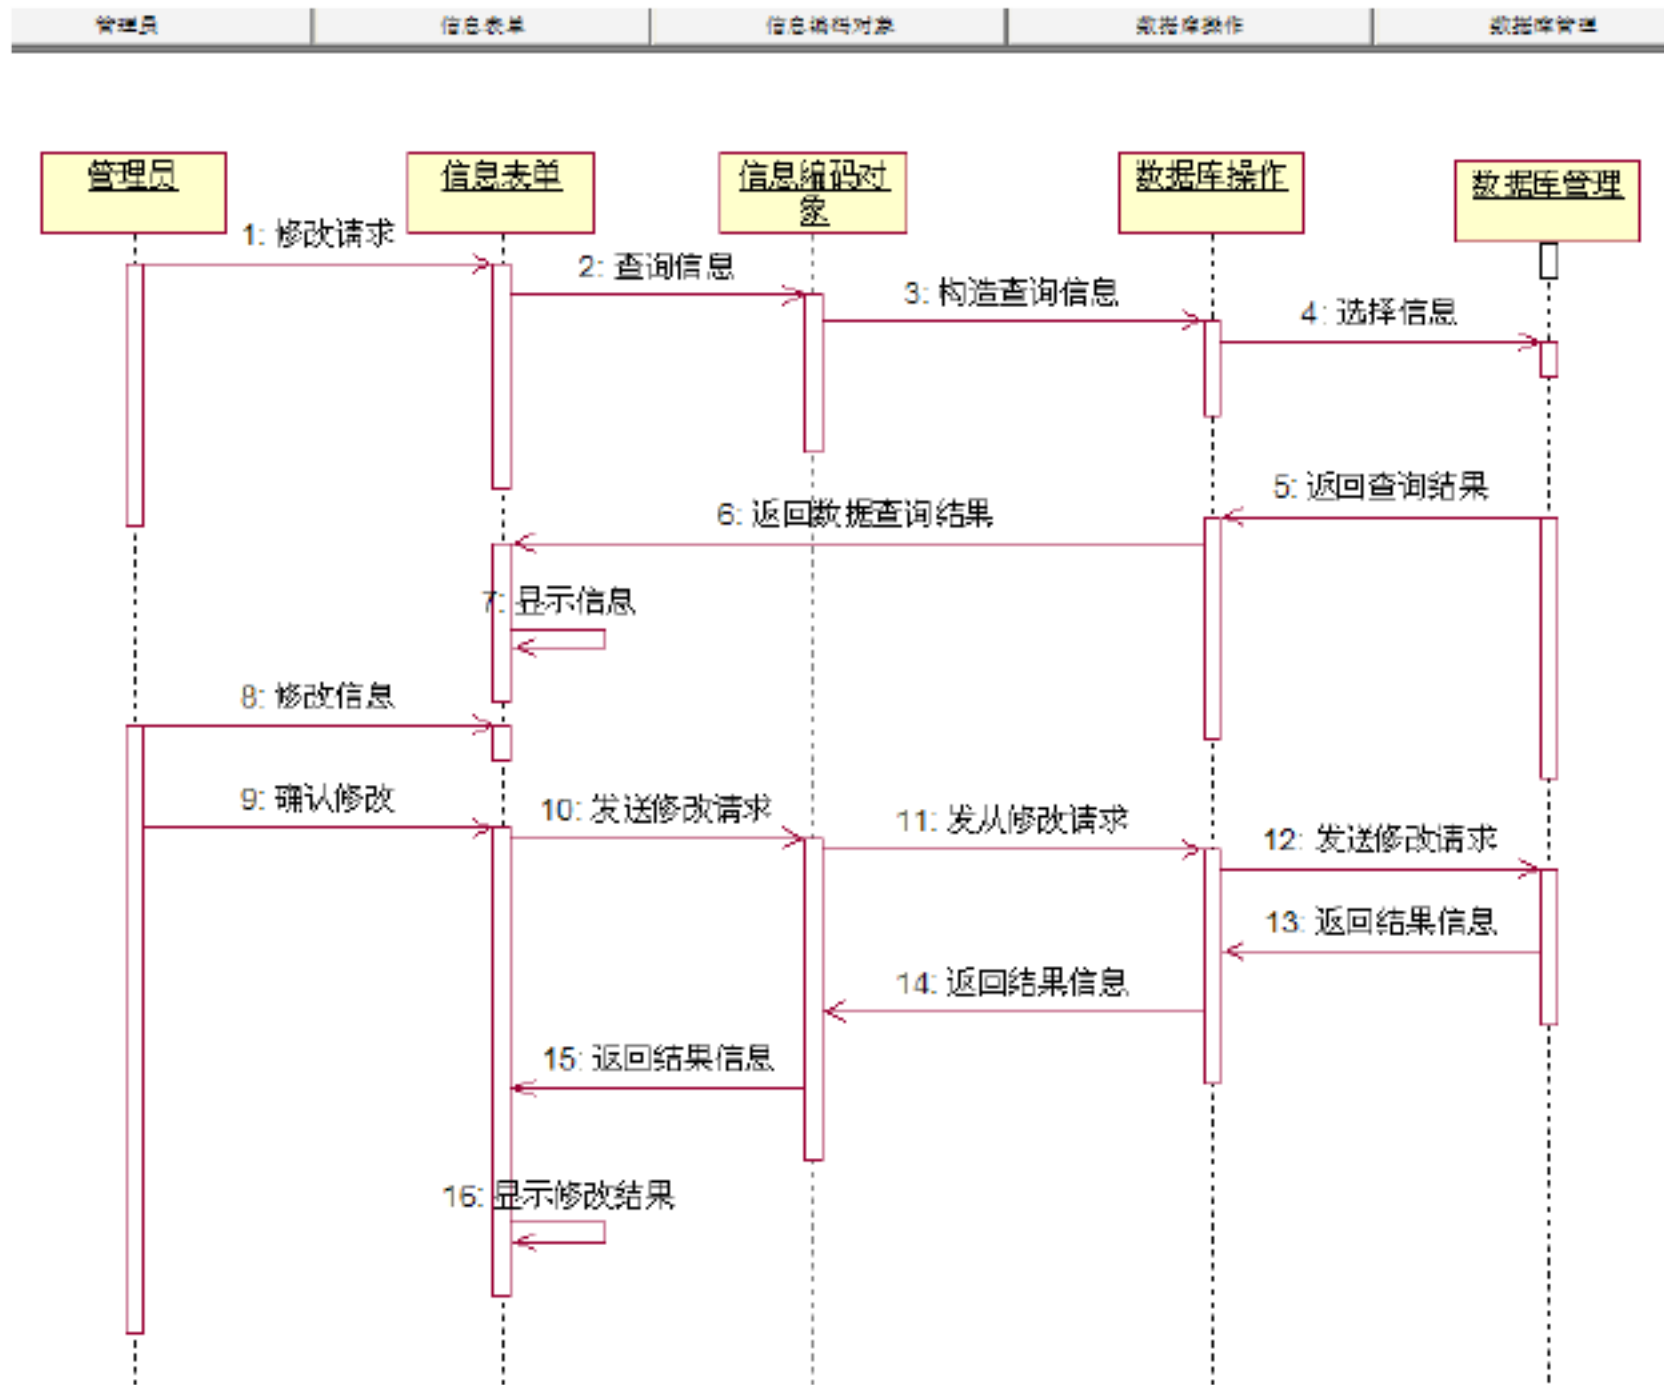 管理员
信息表单
信息编码对象
数据库操作
数据库管理
管理员
信息表单
信息编码对
象
数据库操作
数据库管理
1: 修改请求
2: 查询信息
3: 构造查询信息
4: 选择信息
5: 返回查询结果
6: 返回数据查询结果
7: 显示信息
8: 修改信息
9: 确认修改
10: 发送修改请求
11: 发从修改请求
12: 发送修改请求
13: 返回结果信息
14: 返回结果信息
15: 返回结果信息
16: 显示修改结果